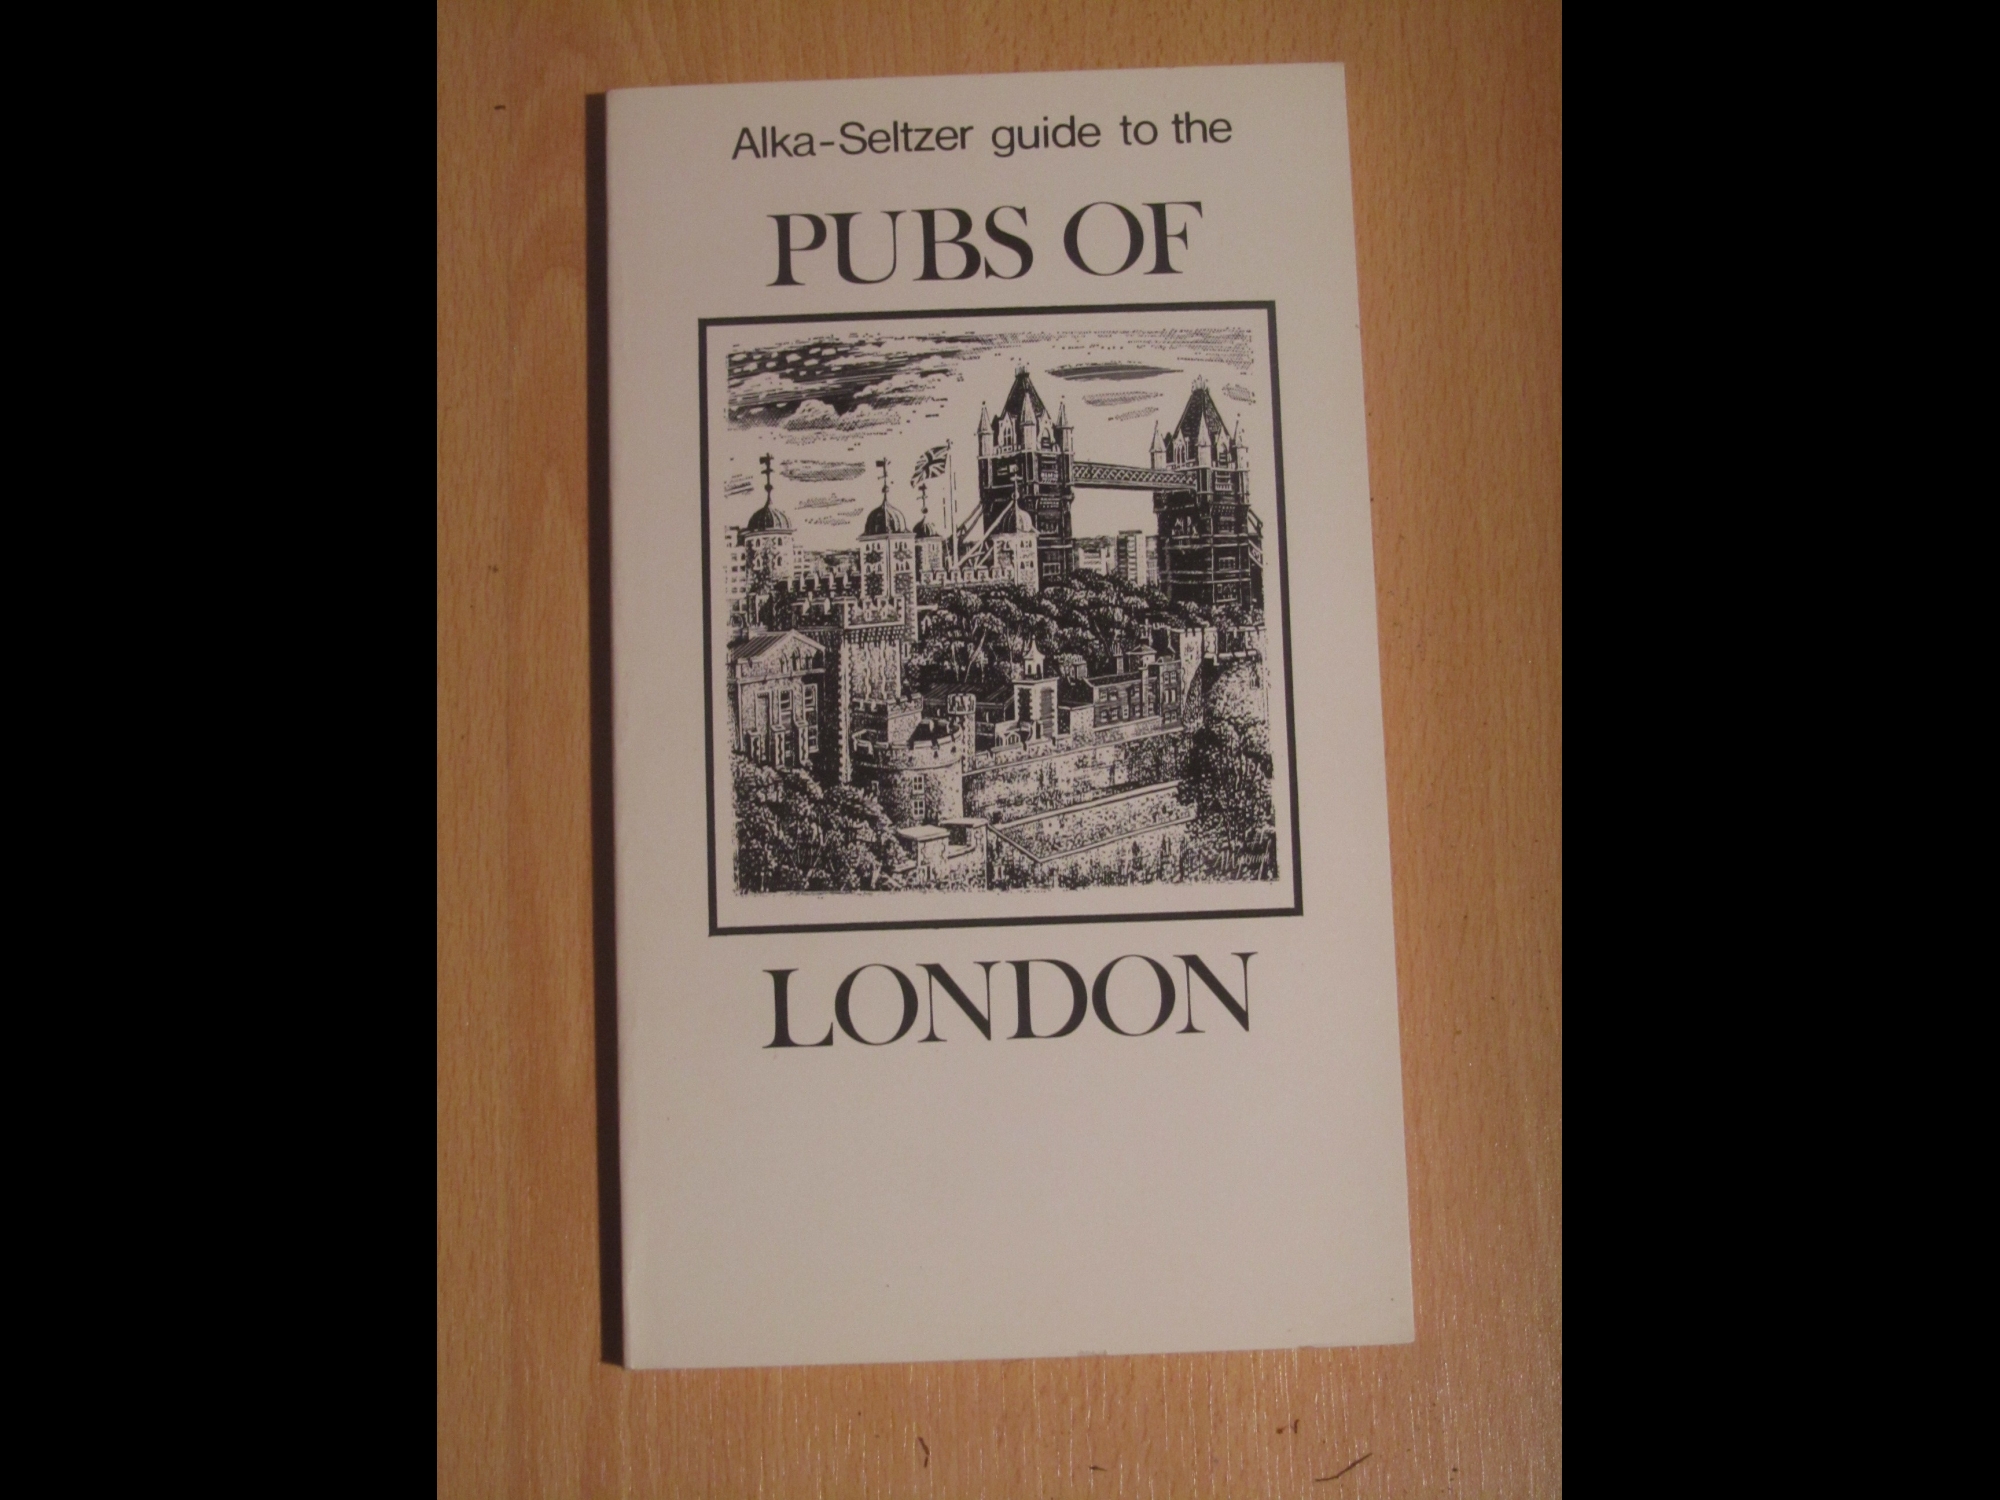 Alka-Seltzer guide to the
PUBS OF
LONDON